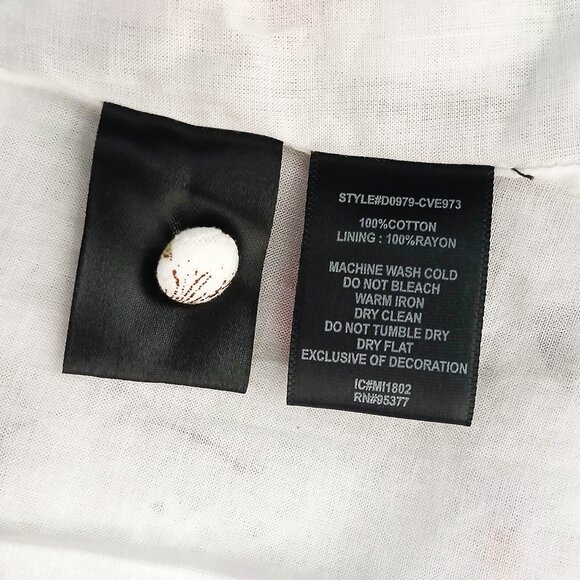 STYLE#D0979-CVE973
100%COTTON
LINING : 100%RAYON
MACHINE WASH COLD
DO NOT BLEACH
WARM IRON
DRY CLEAN
DO NOT TUMBLE DRY
DRY FLAT
EXCLUSIVE OF DECORATION
IC#MI1802
RN#95377